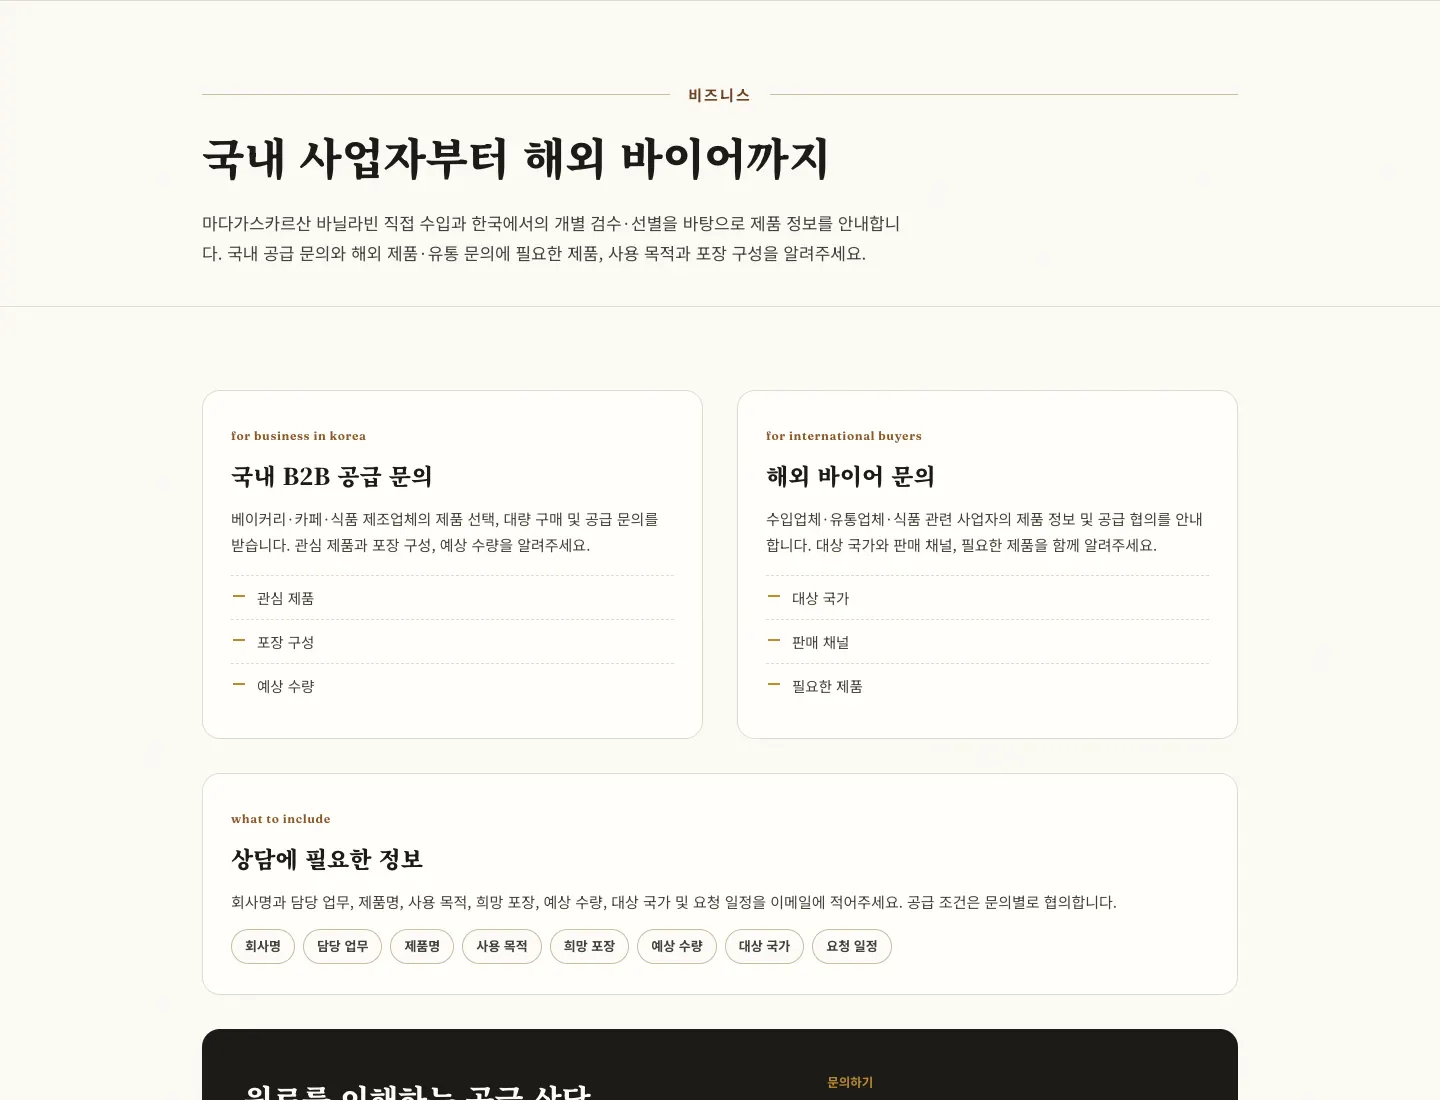 비즈니스
국내 사업자부터 해외 바이어까지
마다가스카르산 바닐라빈 직접 수입과 한국에서의 개별 검수·선별을 바탕으로 제품 정보를 안내합니
다. 국내 공급 문의와 해외 제품·유통 문의에 필요한 제품, 사용 목적과 포장 구성을 알려주세요.
for business in korea
국내 B2B 공급 문의
베이커리·카페·식품 제조업체의 제품 선택, 대량 구매 및 공급 문의를
받습니다. 관심 제품과 포장 구성, 예상 수량을 알려주세요.
관심 제품
포장 구성
예상 수량
for international buyers
해외 바이어 문의
수입업체·유통업체·식품 관련 사업자의 제품 정보 및 공급 협의를 안내
합니다. 대상 국가와 판매 채널, 필요한 제품을 함께 알려주세요.
대상 국가
판매 채널
필요한 제품
what to include
상담에 필요한 정보
회사명과 담당 업무, 제품명, 사용 목적, 희망 포장, 예상 수량, 대상 국가 및 요청 일정을 이메일에 적어주세요. 공급 조건은 문의별로 협의합니다.
회사명 담당 업무 제품명 사용 목적 희망 포장 예상 수량 대상 국가 요청 일정
문의하기
원료를 이해하는 공급 상담